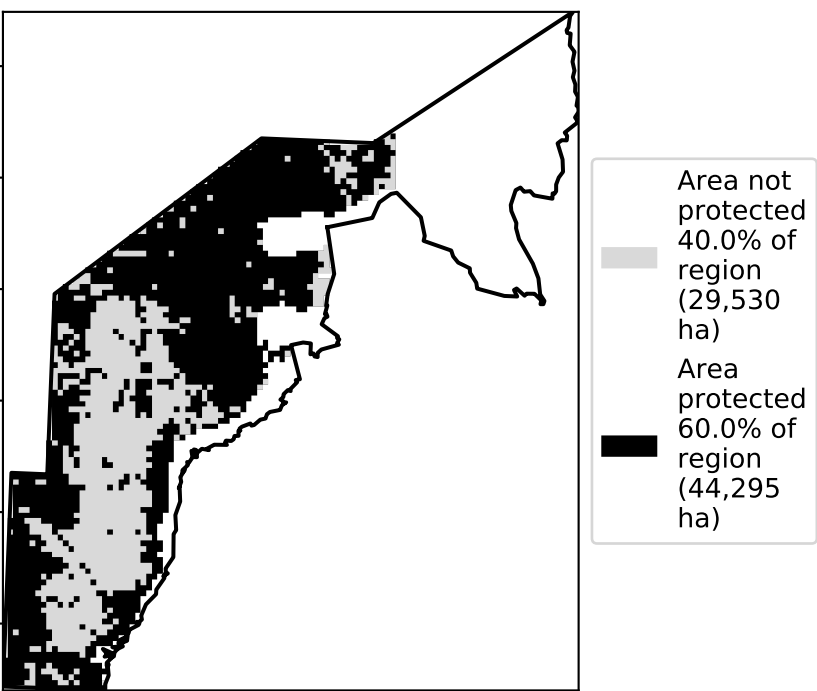 Area not
protected
40.0% of
region
(29,530
ha)
Area
protected
60.0% of
region
(44,295
ha)